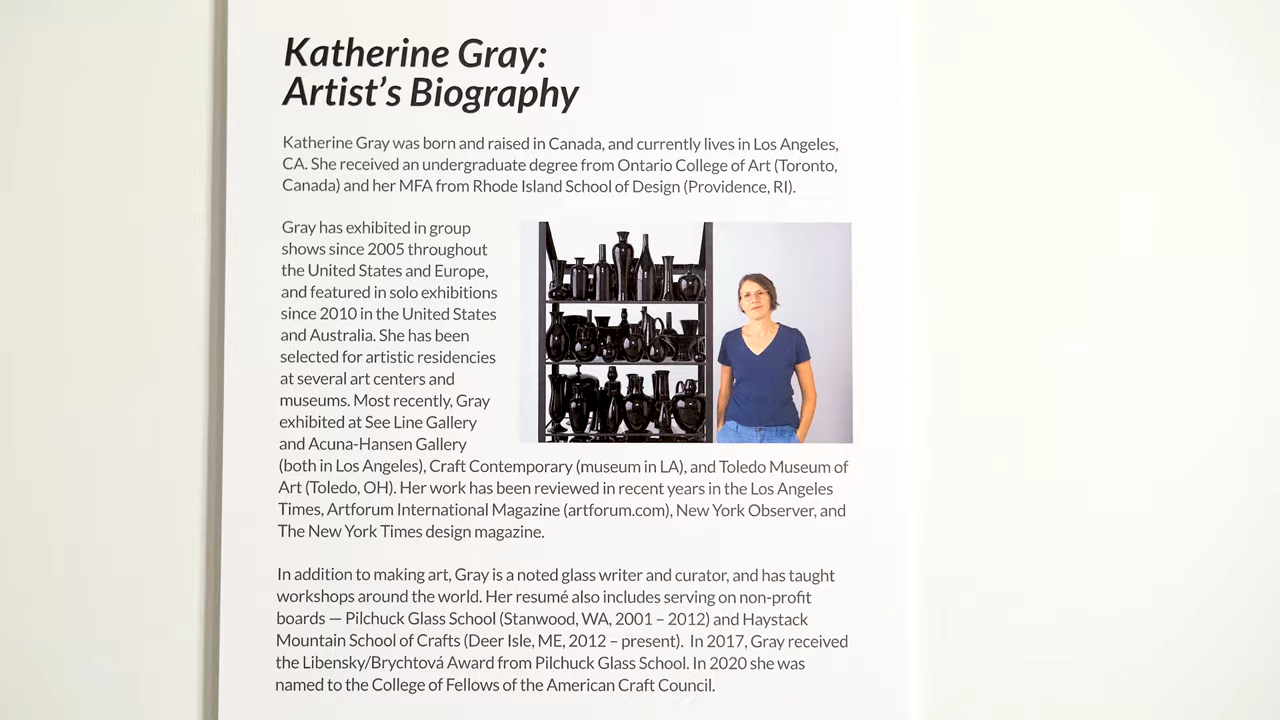 Katherine Gray:
Artist's Biography
Katherine Gray was born and raised in Canada, and currently lives in Los Angeles,
CA. She received an undergraduate degree from Ontario College of Art (Toronto,
Canada) and her MFA from Rhode Island School of Design (Providence, RI).
Gray has exhibited in group
shows since 2005 throughout
the United States and Europe,
and featured in solo exhibitions
since 2010 in the United States
and Australia. She has been
selected for artistic residencies
at several art centers and
museums. Most recently, Gray
exhibited at See Line Gallery
and Acuna-Hansen Gallery
(both in Los Angeles), Craft Contemporary (museum in LA), and Toledo Museum of
Art (Toledo, OH). Her work has been reviewed in recent years in the Los Angeles
Times, Artforum International Magazine (artforum.com), New York Observer, and
The New York Times design magazine.
In addition to making art, Gray is a noted glass writer and curator, and has taught
workshops around the world. Her resumé also includes serving on non-profit
boards — Pilchuck Glass School (Stanwood, WA, 2001 – 2012) and Haystack
Mountain School of Crafts (Deer Isle, ME, 2012 – present).  In 2017, Gray received
the Libensky/Brychtová Award from Pilchuck Glass School. In 2020 she was
named to the College of Fellows of the American Craft Council.